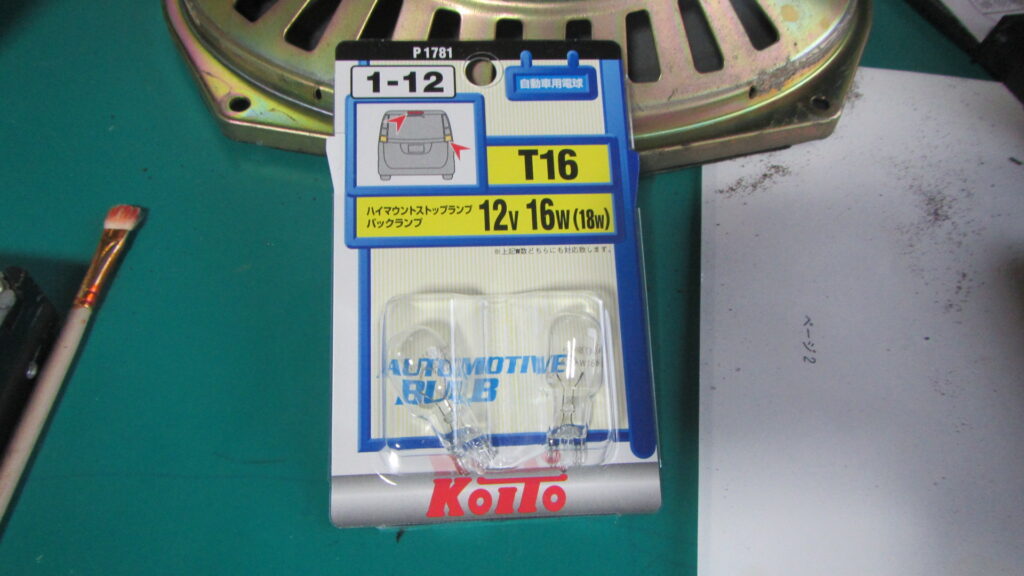 P1781
1-12
自動車用電球
T16
ハイマウントストップランプ
バックランプ
12V 16W (18W)
※上記W数どちらにも対応致します。
AUTOMOTIVE
BULB
KOITO
ページ2